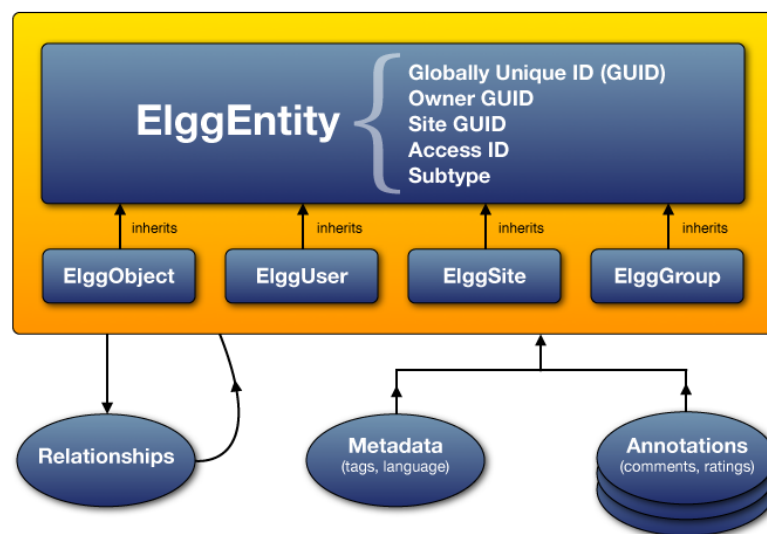 ElggEntity
Globally Unique ID (GUID)
Owner GUID
Site GUID
Access ID
Subtype
inherits
inherits
inherits
inherits
ElggObject
ElggUser
ElggSite
ElggGroup
Relationships
Metadata
(tags, language)
Annotations
(comments, ratings)